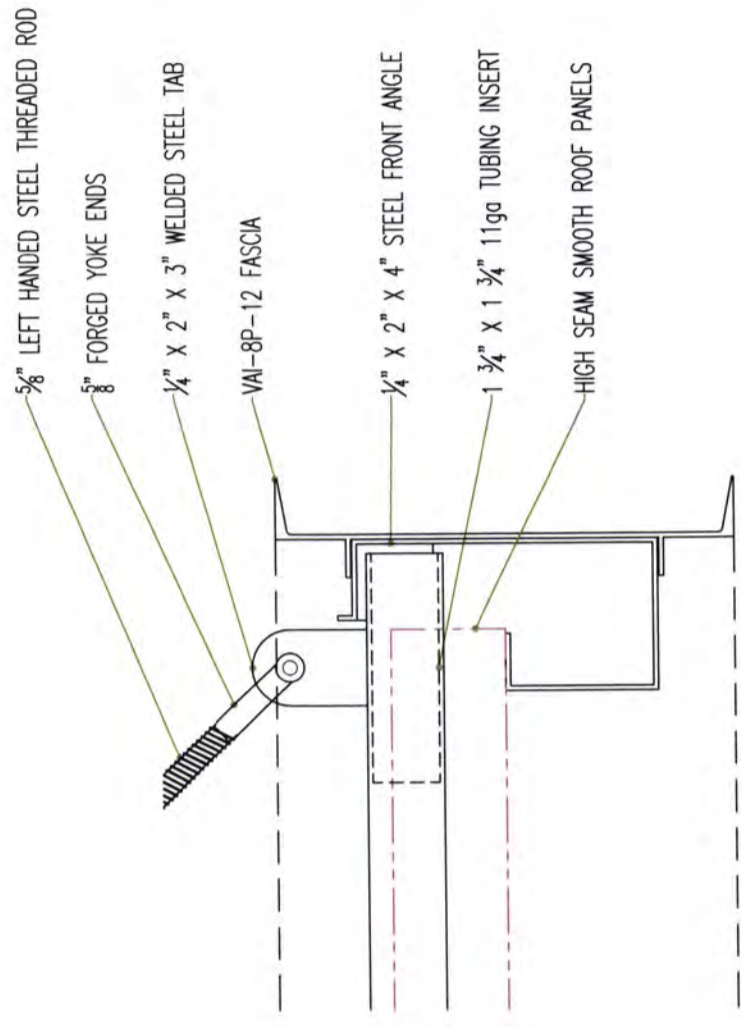 ⅝" LEFT HANDED STEEL THREADED ROD
⅝" FORGED YOKE ENDS
¼" X 2" X 3" WELDED STEEL TAB
VAI-8P-12 FASCIA
¼" X 2" X 4" STEEL FRONT ANGLE
1 ¾" X 1 ¾" 11ga TUBING INSERT
HIGH SEAM SMOOTH ROOF PANELS